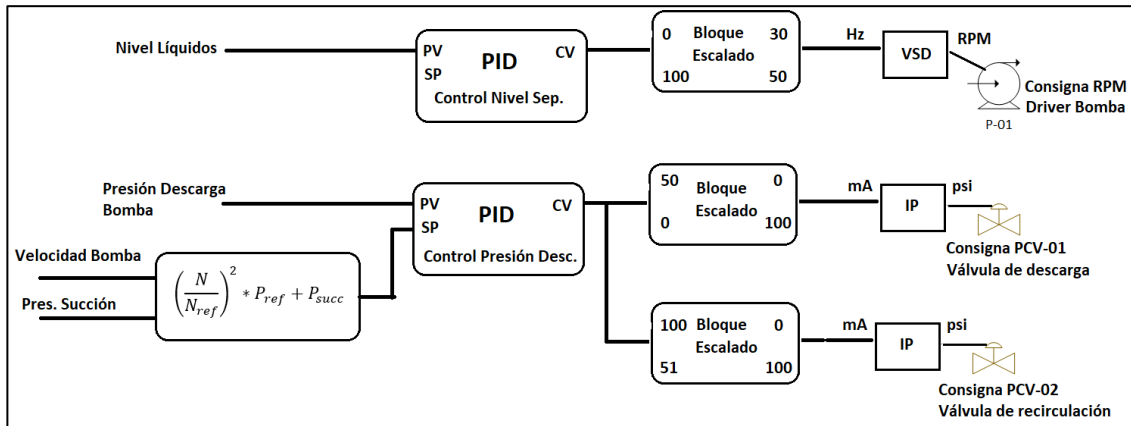 Nivel Líquidos
PV
SP
PID
CV
Control Nivel Sep.
0 Bloque 30
Escalado
100 50
Hz
VSD
RPM
Consigna RPM
Driver Bomba
P-01
Presión Descarga
Bomba
PV
SP
PID
CV
Control Presión Desc.
50 Bloque 0
Escalado
0 100
mA
IP
psi
Consigna PCV-01
Válvula de descarga
Velocidad Bomba
Pres. Succión
(N/N_ref)^2 * P_ref + P_succ
100 Bloque 0
Escalado
51 100
mA
IP
psi
Consigna PCV-02
Válvula de recirculación